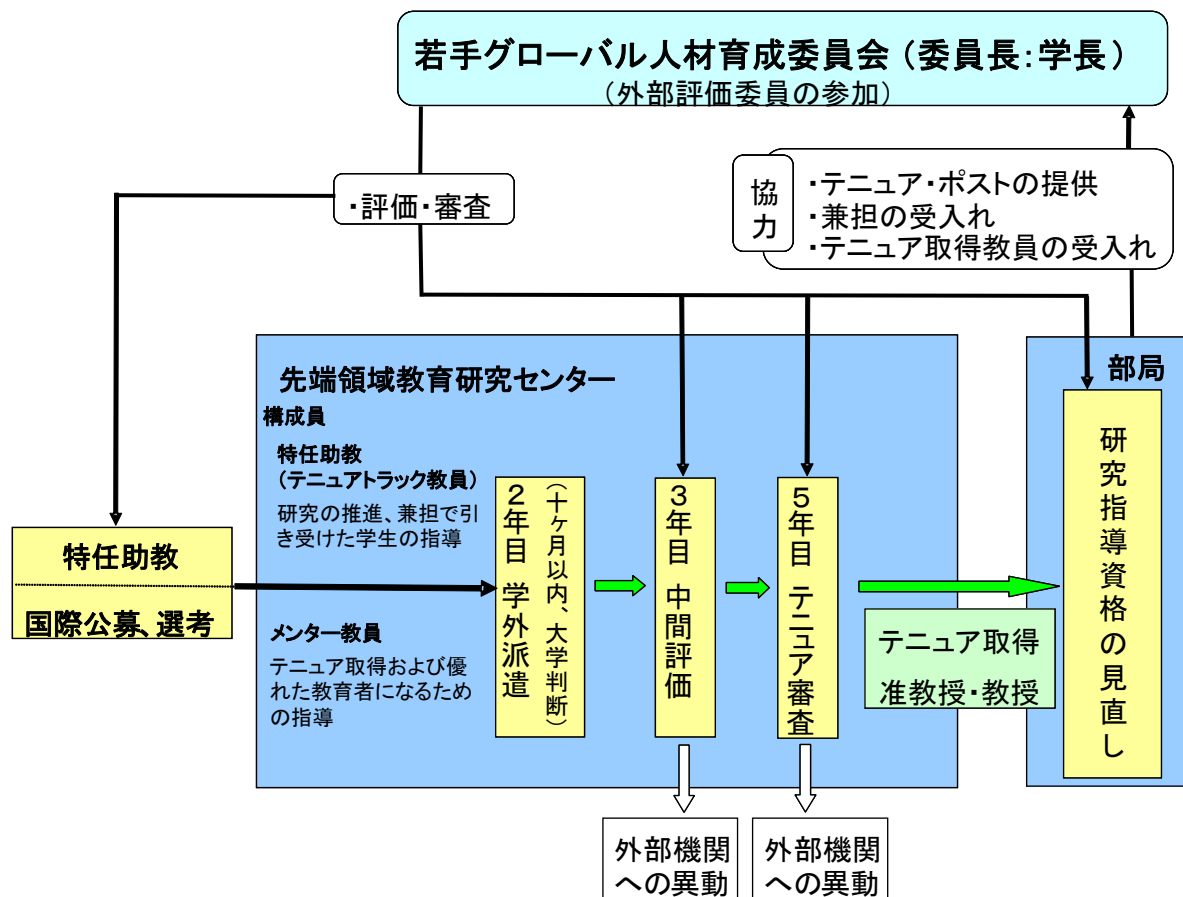 若手グローバル人材育成委員会（委員長：学長）
（外部評価委員の参加）
・評価・審査
協力
・テニュア・ポストの提供
・兼担の受入れ
・テニュア取得教員の受入れ
先端領域教育研究センター
構成員
特任助教
（テニュアトラック教員）
研究の推進、兼担で引
き受けた学生の指導
メンター教員
テニュア取得および優
れた教育者になるため
の指導
特任助教
国際公募、選考
２年目 学外派遣
（十ヶ月以内、大学判断）
３年目 中間評価
５年目 テニュア審査
テニュア取得
准教授・教授
部局
研究指導資格の見直し
外部機関
への異動
外部機関
への異動